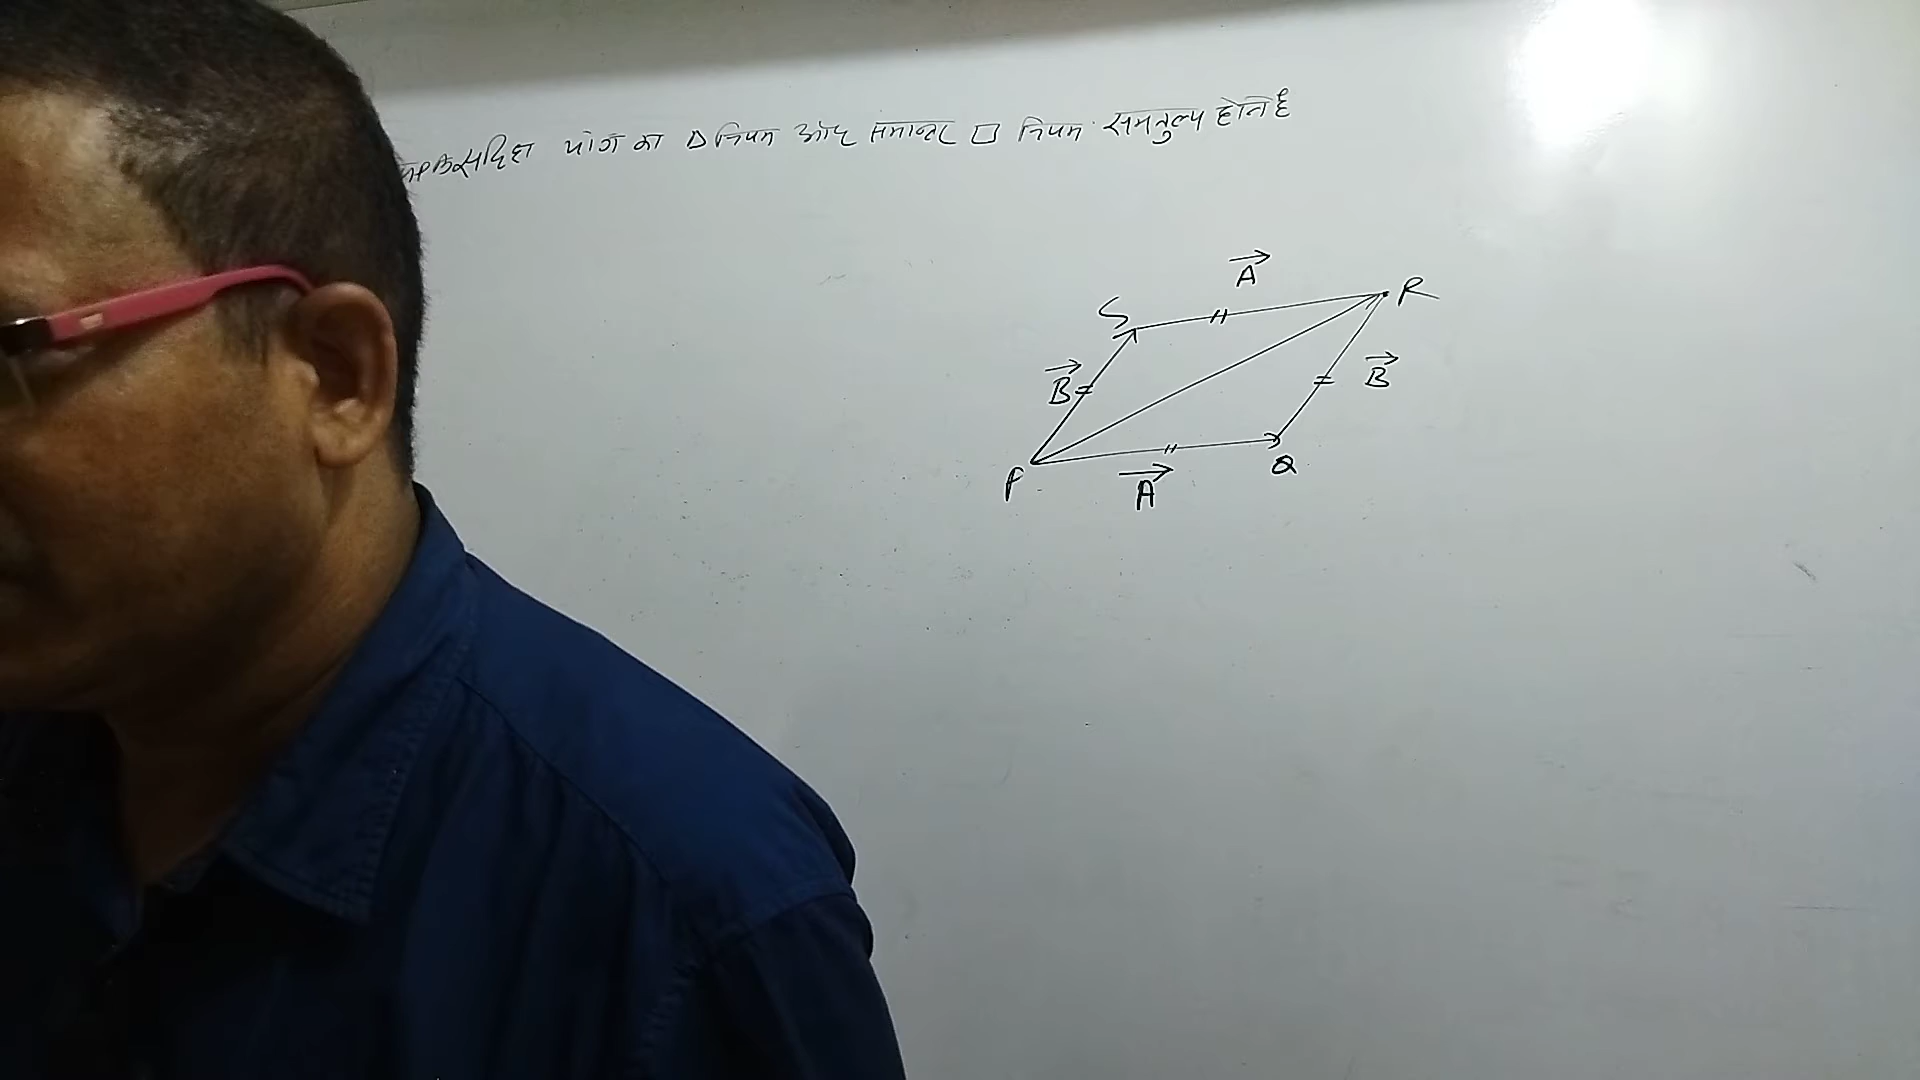 सदिश योग का △ नियम और समान्तर □ नियम समतुल्य होते है
A
S
R
B
B
P
Q
A